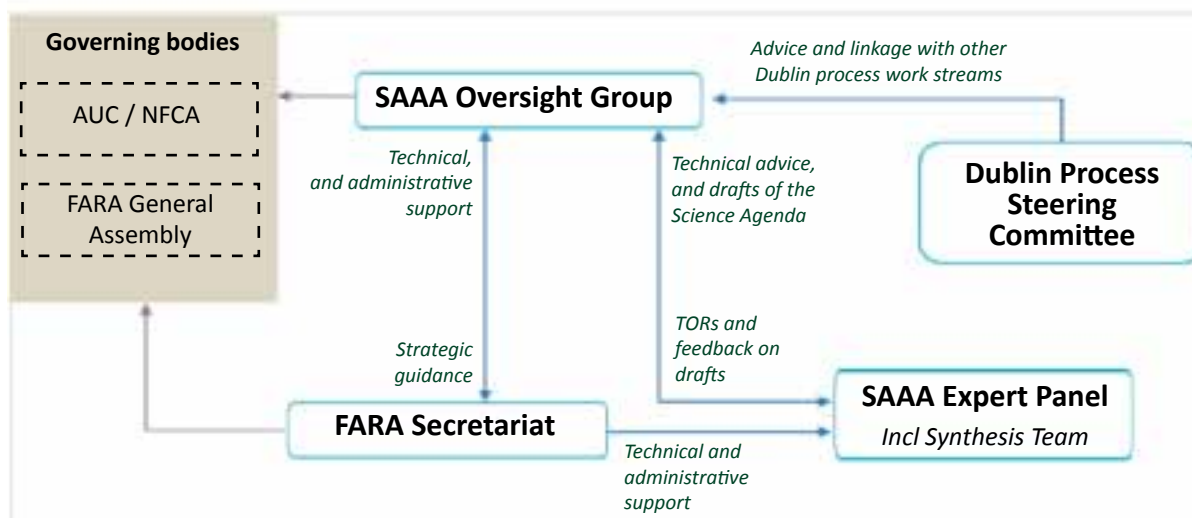 Governing bodies
AUC / NFCA
FARA General
Assembly
SAAA Oversight Group
Advice and linkage with other
Dublin process work streams
Dublin Process
Steering
Committee
Technical,
and administrative
support
Technical advice,
and drafts of the
Science Agenda
Strategic
guidance
TORs and
feedback on
drafts
FARA Secretariat
Technical and
administrative
support
SAAA Expert Panel
Incl Synthesis Team